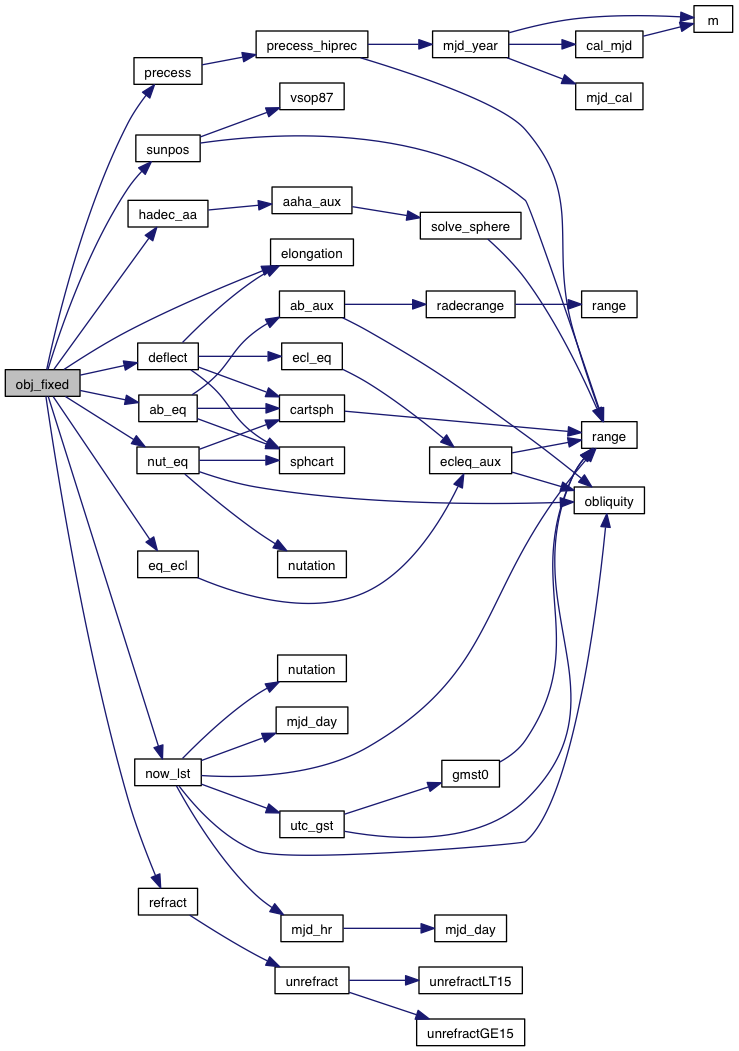 m
precess_hiprec
mjd_year
cal_mjd
precess
vsop87
mjd_cal
sunpos
aaha_aux
hadec_aa
solve_sphere
elongation
ab_aux
radecrange
range
deflect
ecl_eq
obj_fixed
ab_eq
cartsph
range
nut_eq
sphcart
ecleq_aux
obliquity
eq_ecl
nutation
nutation
mjd_day
now_lst
gmst0
utc_gst
refract
mjd_hr
mjd_day
unrefract
unrefractLT15
unrefractGE15